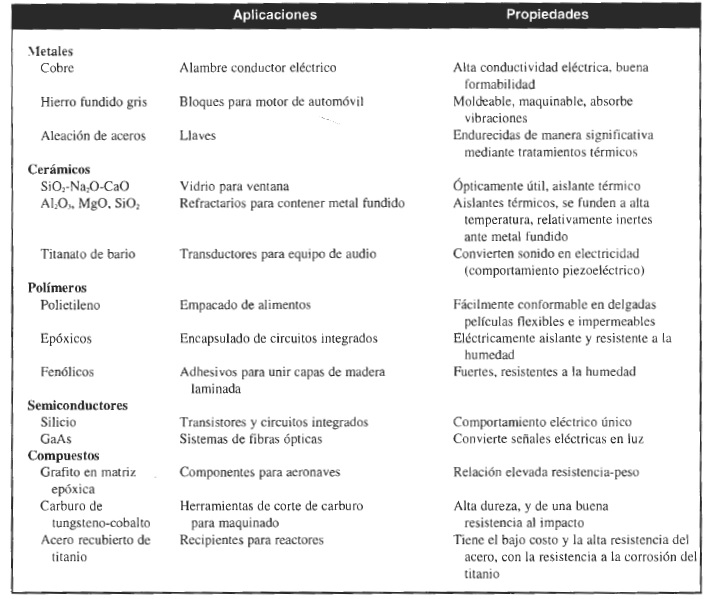 Aplicaciones Propiedades
Metales
Cobre Alambre conductor eléctrico Alta conductividad eléctrica, buena
formabilidad
Hierro fundido gris Bloques para motor de automóvil Moldeable, maquinable, absorbe
vibraciones
Aleación de aceros Llaves Endurecidas de manera significativa
mediante tratamientos térmicos
Cerámicos
SiO₂-Na₂O-CaO Vidrio para ventana Ópticamente útil, aislante térmico
Al₂O₃, MgO, SiO₂ Refractarios para contener metal fundido Aislantes térmicos, se funden a alta
temperatura, relativamente inertes
ante metal fundido
Titanato de bario Transductores para equipo de audio Convierten sonido en electricidad
(comportamiento piezoeléctrico)
Polímeros
Polietileno Empacado de alimentos Fácilmente conformable en delgadas
películas flexibles e impermeables
Epóxicos Encapsulado de circuitos integrados Eléctricamente aislante y resistente a la
humedad
Fenólicos Adhesivos para unir capas de madera Fuertes, resistentes a la humedad
laminada
Semiconductores
Silicio Transistores y circuitos integrados Comportamiento eléctrico único
GaAs Sistemas de fibras ópticas Convierte señales eléctricas en luz
Compuestos
Grafito en matriz Componentes para aeronaves Relación elevada resistencia-peso
epóxica
Carburo de Herramientas de corte de carburo Alta dureza, y de una buena
tungsteno-cobalto para maquinado resistencia al impacto
Acero recubierto de Recipientes para reactores Tiene el bajo costo y la alta resistencia del
titanio acero, con la resistencia a la corrosión del
titanio